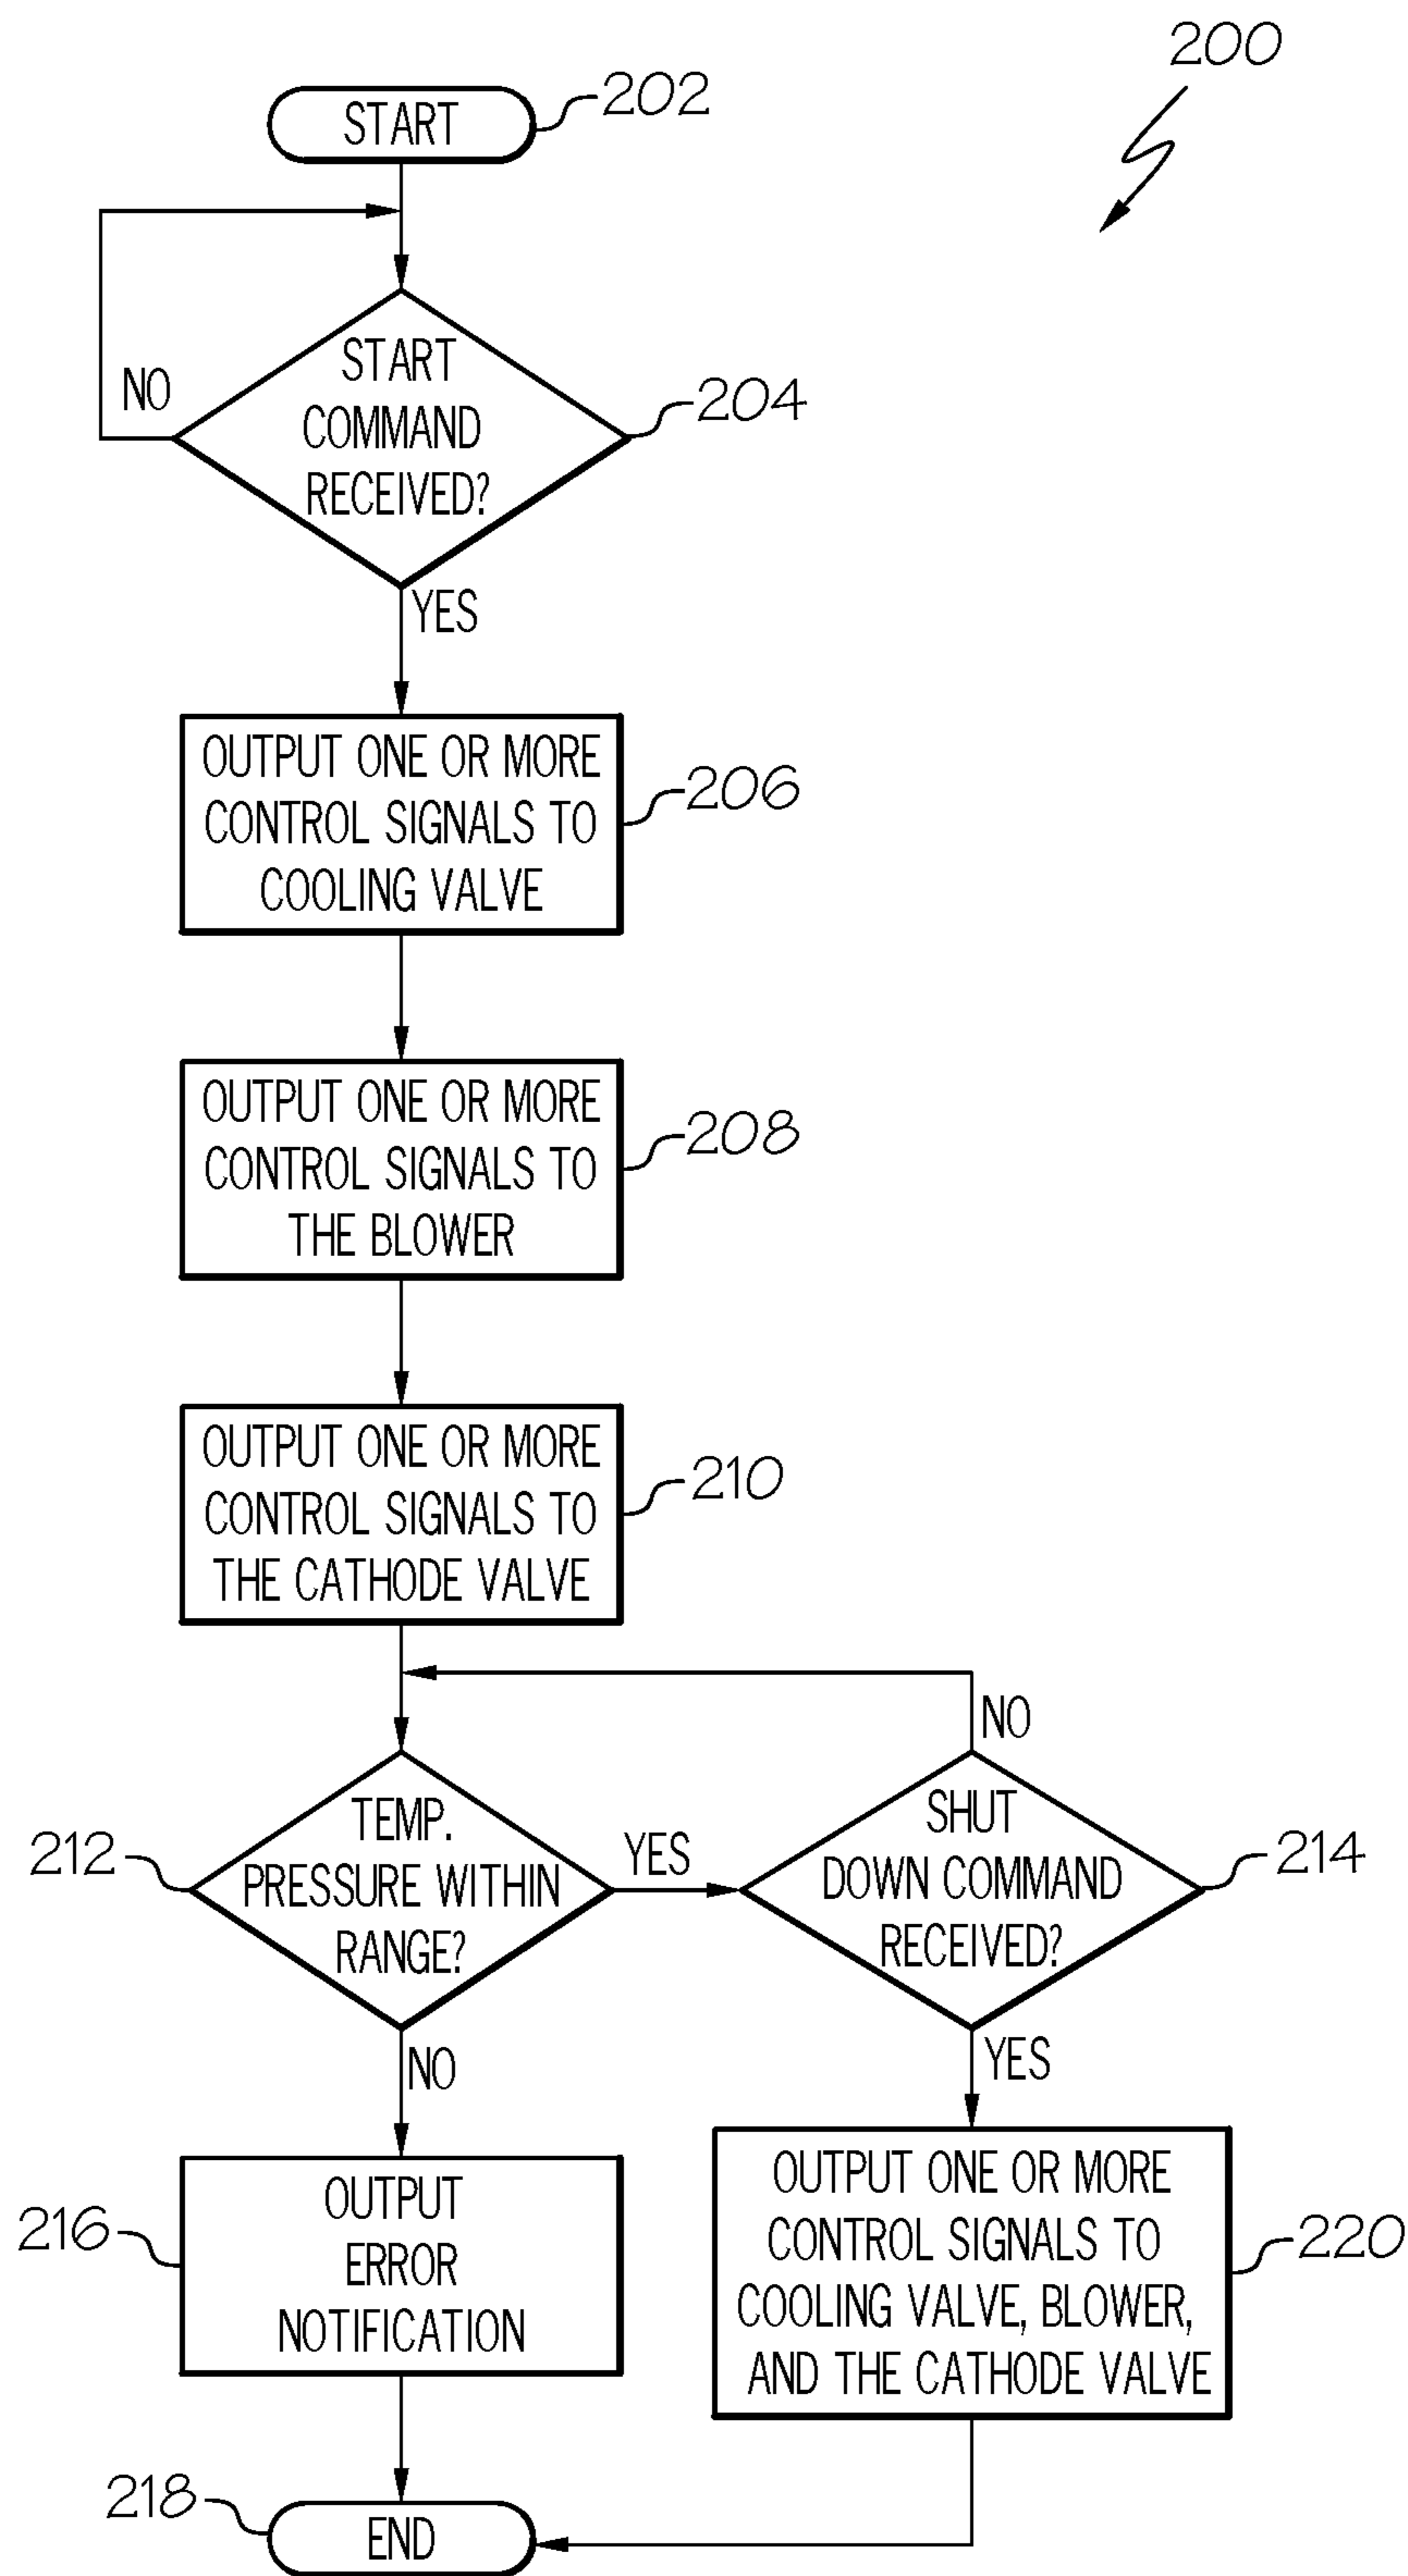 200
START
202
START
COMMAND
RECEIVED?
204
NO
YES
OUTPUT ONE OR MORE
CONTROL SIGNALS TO
COOLING VALVE
206
OUTPUT ONE OR MORE
CONTROL SIGNALS TO
THE BLOWER
208
OUTPUT ONE OR MORE
CONTROL SIGNALS TO
THE CATHODE VALVE
210
TEMP.
PRESSURE WITHIN
RANGE?
212
YES
NO
SHUT
DOWN COMMAND
RECEIVED?
214
NO
YES
OUTPUT
ERROR
NOTIFICATION
216
OUTPUT ONE OR MORE
CONTROL SIGNALS TO
COOLING VALVE, BLOWER,
AND THE CATHODE VALVE
220
END
218